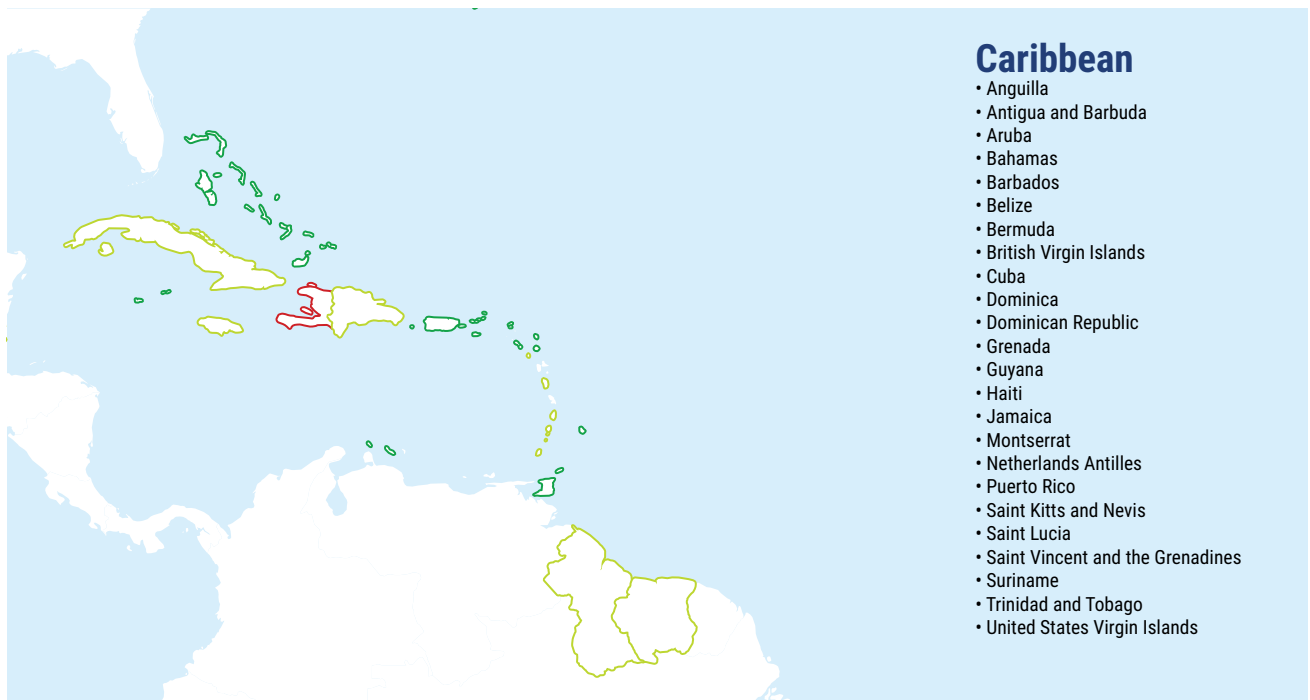 Caribbean
• Anguilla
• Antigua and Barbuda
• Aruba
• Bahamas
• Barbados
• Belize
• Bermuda
• British Virgin Islands
• Cuba
• Dominica
• Dominican Republic
• Grenada
• Guyana
• Haiti
• Jamaica
• Montserrat
• Netherlands Antilles
• Puerto Rico
• Saint Kitts and Nevis
• Saint Lucia
• Saint Vincent and the Grenadines
• Suriname
• Trinidad and Tobago
• United States Virgin Islands